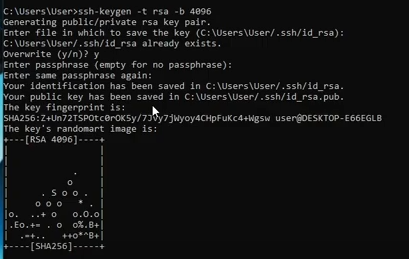 C:\Users\User>ssh-keygen -t rsa -b 4096
Generating public/private rsa key pair.
Enter file in which to save the key (C:\Users\User/.ssh/id_rsa):
C:\Users\User/.ssh/id_rsa already exists.
Overwrite (y/n)? y
Enter passphrase (empty for no passphrase):
Enter same passphrase again:
Your identification has been saved in C:\Users\User/.ssh/id_rsa.
Your public key has been saved in C:\Users\User/.ssh/id_rsa.pub.
The key fingerprint is:
user@DESKTOP-E66EGLB
The key's randomart image is:
+---[RSA 4096]----+
|                 |
|                 |
|            .    |
|           o     |
|      . S o o .  |
|     o o o   * . |
|o.  ..+ o   o.O.o|
|.Eo.+= . o  o%.B+|
|  .=+..   ++o*^B+|
+----[SHA256]-----+